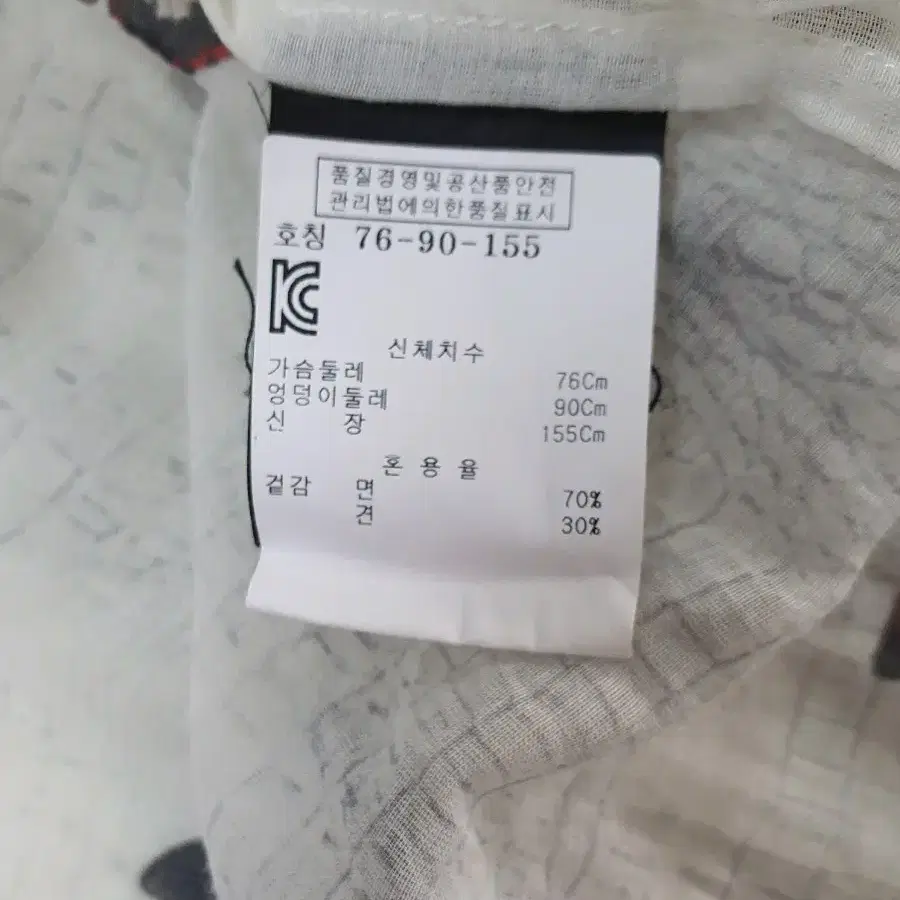 품질경영및공산품안전
관리법에의한품질표시
호칭 76-90-155
KC
신체치수
가슴둘레 76Cm
엉덩이둘레 90Cm
신 장 155Cm
혼 용 율
겉감 면 70%
견 30%